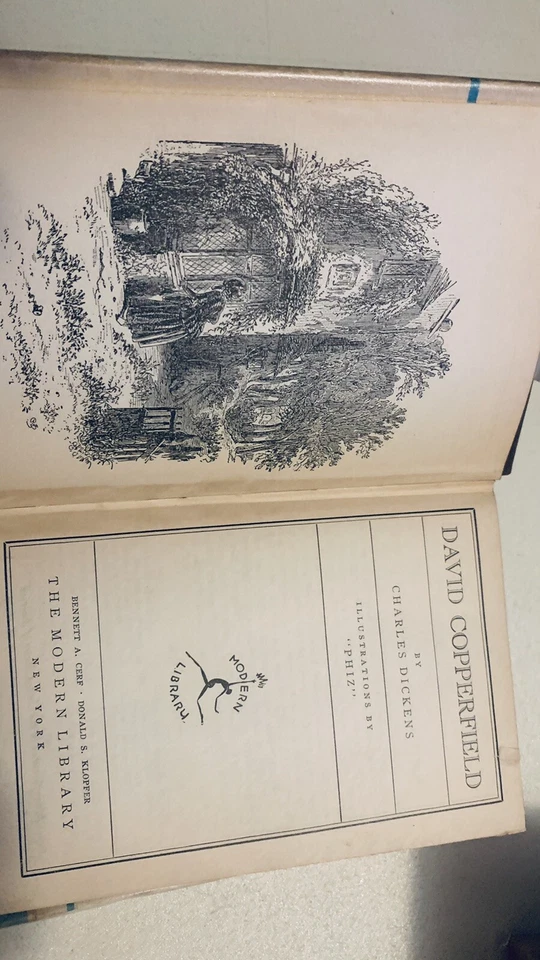 DAVID COPPERFIELD
BY
CHARLES DICKENS
ILLUSTRATIONS BY
"PHIZ"
MODERN
LIBRARY
BENNETT A. CERF · DONALD S. KLOPFER
THE MODERN LIBRARY
NEW YORK